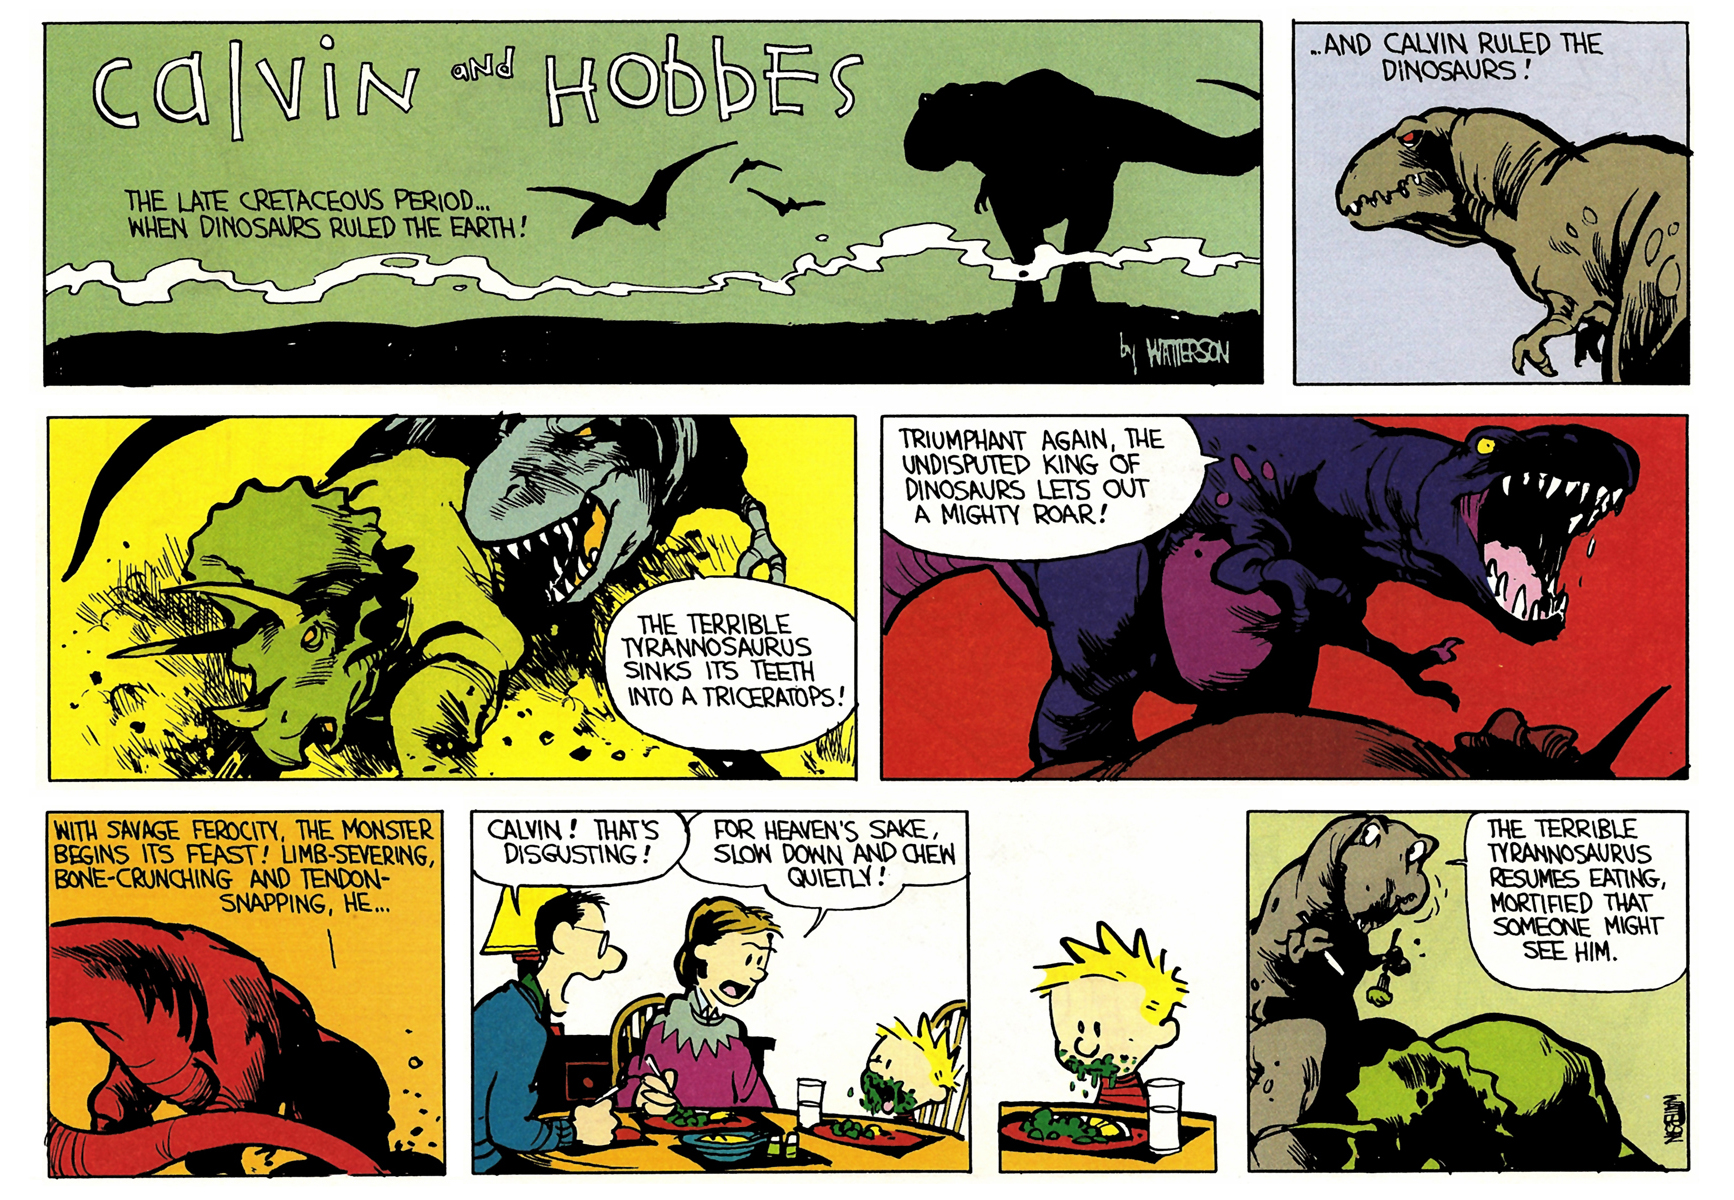 CALVIN AND HOBBES
THE LATE CRETACEOUS PERIOD...
WHEN DINOSAURS RULED THE EARTH!
by WATTERSON
...AND CALVIN RULED THE
DINOSAURS!
THE TERRIBLE
TYRANNOSAURUS
SINKS ITS TEETH
INTO A TRICERATOPS!
TRIUMPHANT AGAIN, THE
UNDISPUTED KING OF
DINOSAURS LETS OUT
A MIGHTY ROAR!
WITH SAVAGE FEROCITY, THE MONSTER
BEGINS ITS FEAST! LIMB-SEVERING,
BONE-CRUNCHING AND TENDON-
SNAPPING, HE...
CALVIN! THAT'S
DISGUSTING!
FOR HEAVEN'S SAKE,
SLOW DOWN AND CHEW
QUIETLY!
THE TERRIBLE
TYRANNOSAURUS
RESUMES EATING,
MORTIFIED THAT
SOMEONE MIGHT
SEE HIM.
WATTERSON